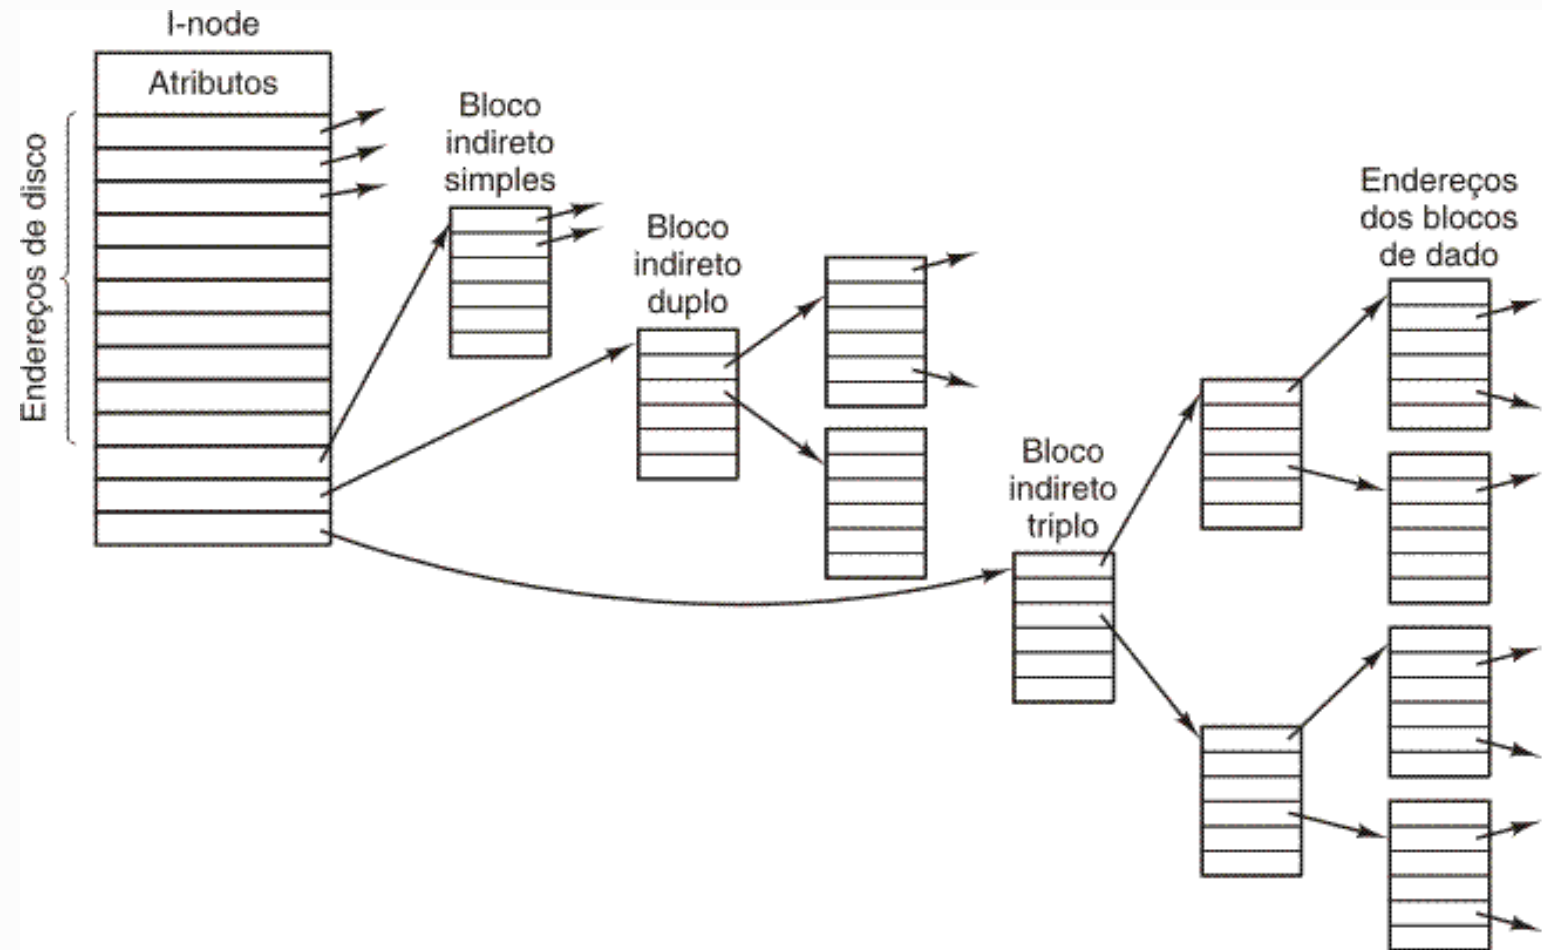 I-node
Atributos
Endereços de disco
Bloco
indireto
simples
Bloco
indireto
duplo
Bloco
indireto
triplo
Endereços
dos blocos
de dado